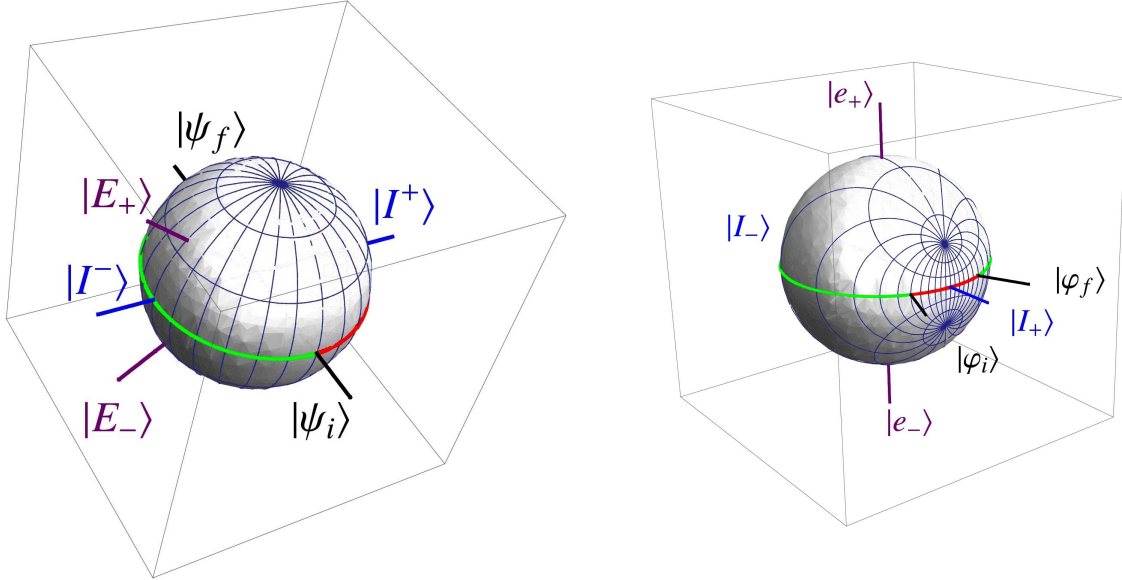 |ψ_f⟩
|E_+⟩
|I^+⟩
|I^-⟩
|E_-⟩
|ψ_i⟩
|e_+⟩
|I_-⟩
|φ_f⟩
|I_+⟩
|φ_i⟩
|e_-⟩